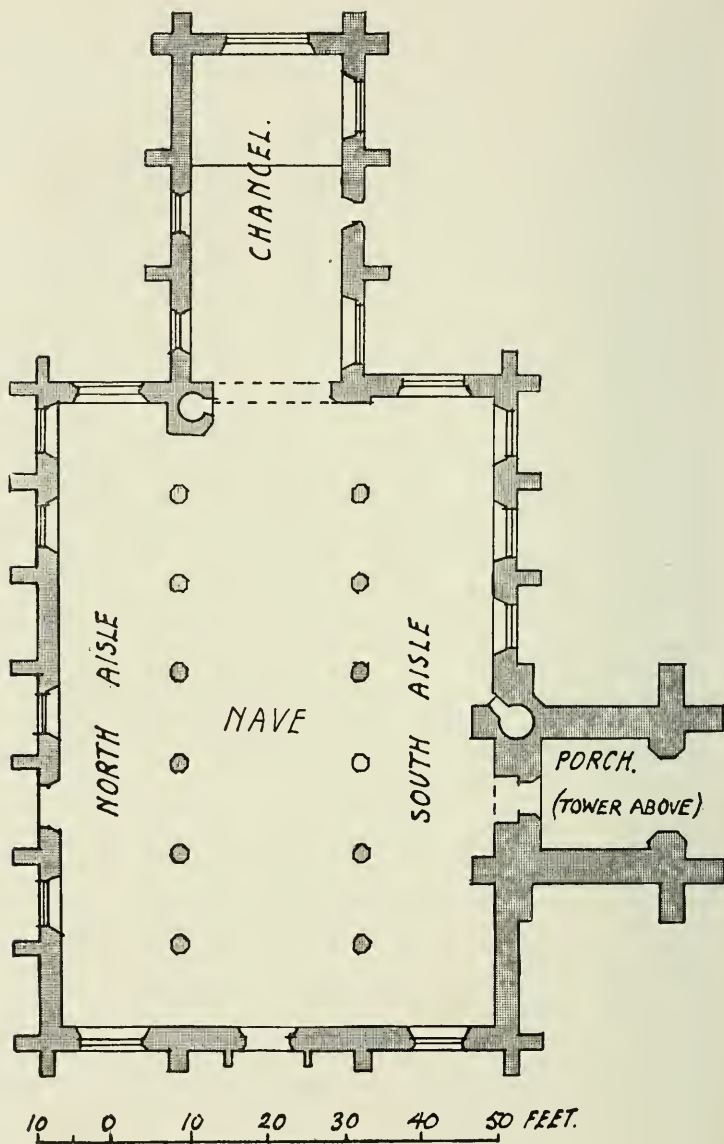 CHANCEL.
NORTH AISLE
NAVE
SOUTH AISLE
PORCH.
(TOWER ABOVE)
10 0 10 20 30 40 50 FEET.